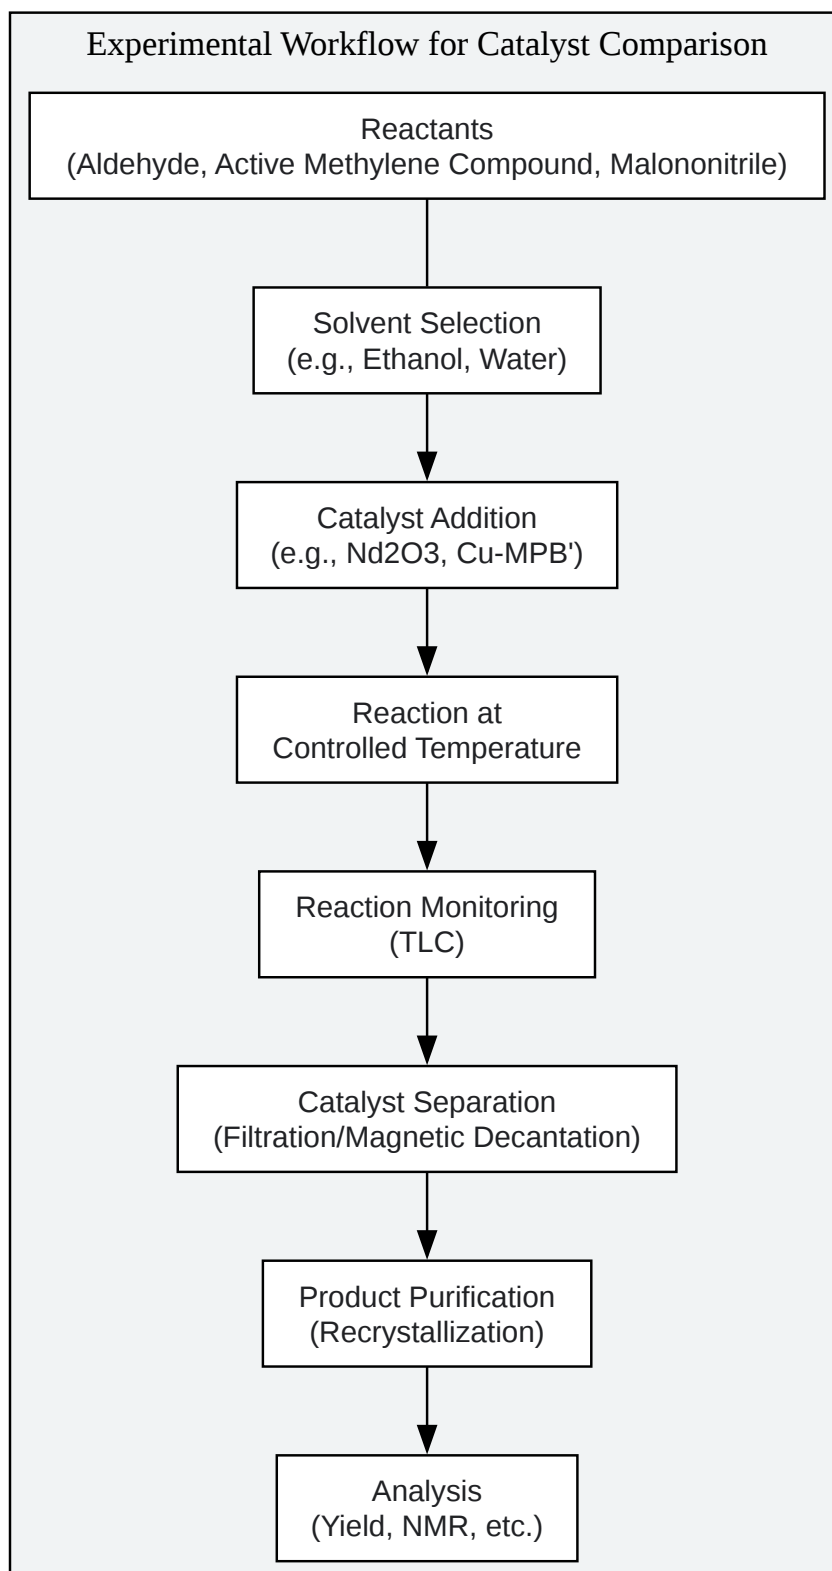 Experimental Workflow for Catalyst Comparison
Reactants
(Aldehyde, Active Methylene Compound, Malononitrile)
Solvent Selection
(e.g., Ethanol, Water)
Catalyst Addition
(e.g., Nd2O3, Cu-MPB')
Reaction at
Controlled Temperature
Reaction Monitoring
(TLC)
Catalyst Separation
(Filtration/Magnetic Decantation)
Product Purification
(Recrystallization)
Analysis
(Yield, NMR, etc.)